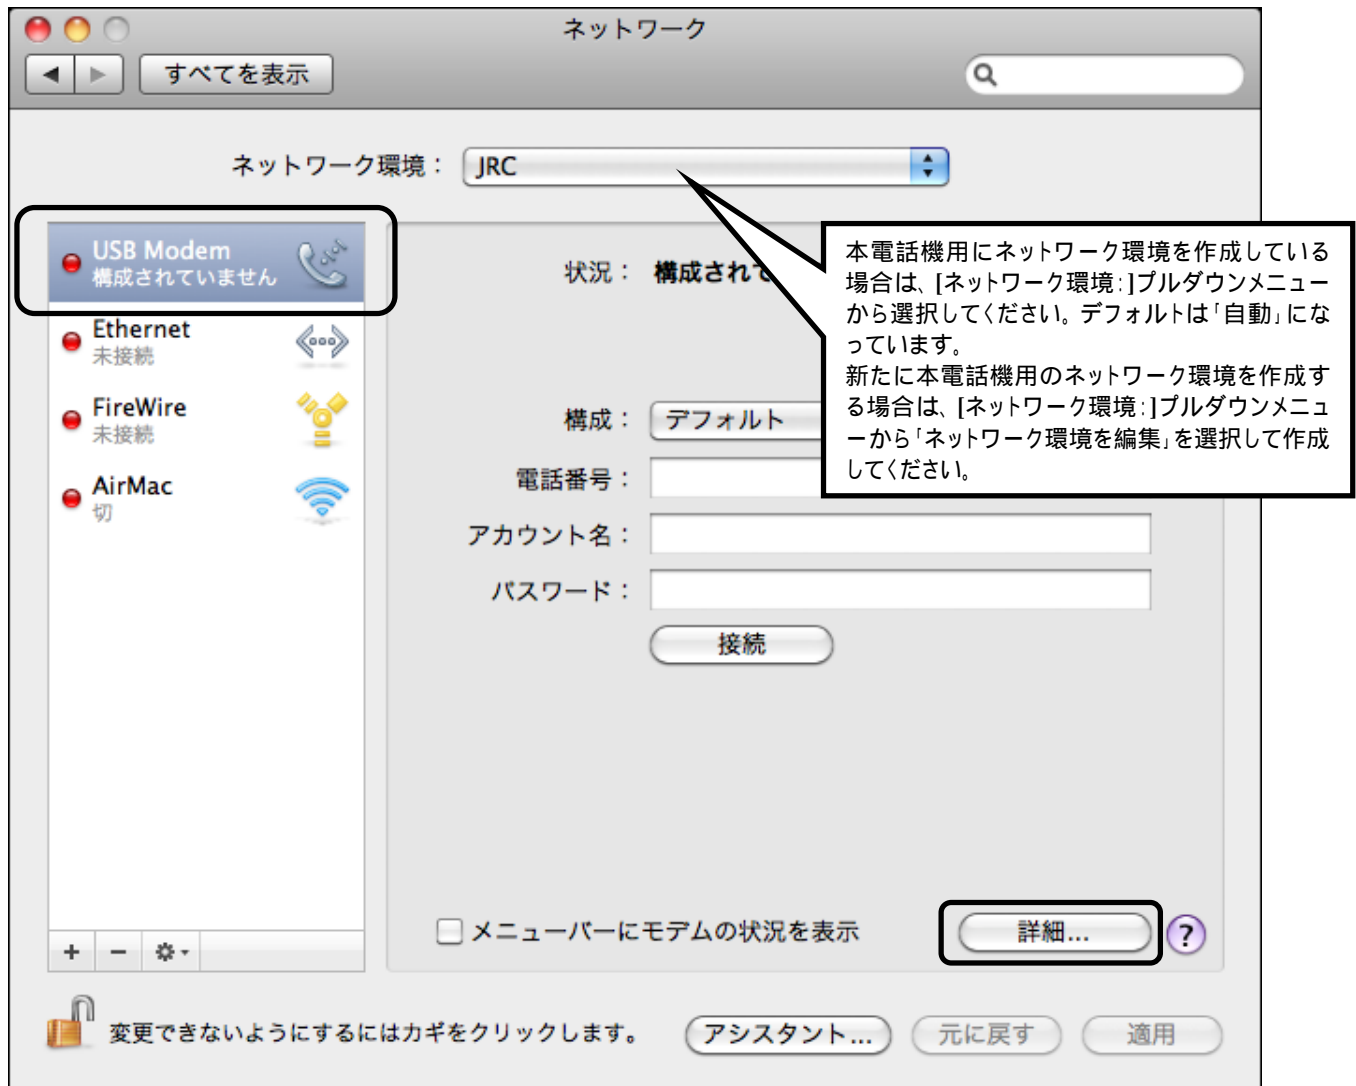 ネットワーク
すべてを表示
ネットワーク環境： JRC
USB Modem
構成されていません
Ethernet
未接続
FireWire
未接続
AirMac
切
状況： 構成されて
構成： デフォルト
電話番号：
アカウント名：
パスワード：
接続
本電話機用にネットワーク環境を作成している
場合は、[ネットワーク環境:]プルダウンメニュー
から選択してください。デフォルトは「自動」にな
っています。
新たに本電話機用のネットワーク環境を作成す
る場合は、[ネットワーク環境:]プルダウンメニュ
ーから「ネットワーク環境を編集」を選択して作成
してください。
メニューバーにモデムの状況を表示
詳細...
?
変更できないようにするにはカギをクリックします。
アシスタント...
元に戻す
適用